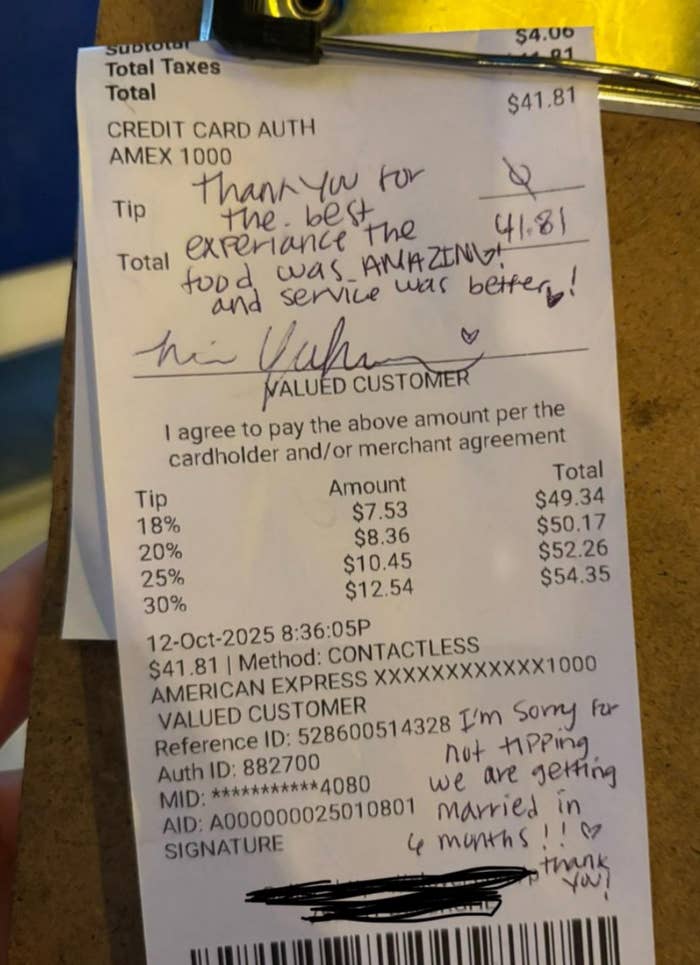 Subtotal
Total Taxes $4.06
Total $41.81
CREDIT CARD AUTH
AMEX 1000
Tip Ø
Total 41.81
Thank you for
the best
experiance The
food was AMAZING!
and service was better!
VALUED CUSTOMER
I agree to pay the above amount per the
cardholder and/or merchant agreement
Tip Amount Total
18% $7.53 $49.34
20% $8.36 $50.17
25% $10.45 $52.26
30% $12.54 $54.35
12-Oct-2025 8:36:05P
$41.81 | Method: CONTACTLESS
AMERICAN EXPRESS XXXXXXXXXXXX1000
VALUED CUSTOMER
Reference ID: 528600514328
Auth ID: 882700
MID: ***********4080
AID: A000000025010801
SIGNATURE
I'm sorry for
not tipping
we are getting
married in
6 months!! ♡
thank
you!